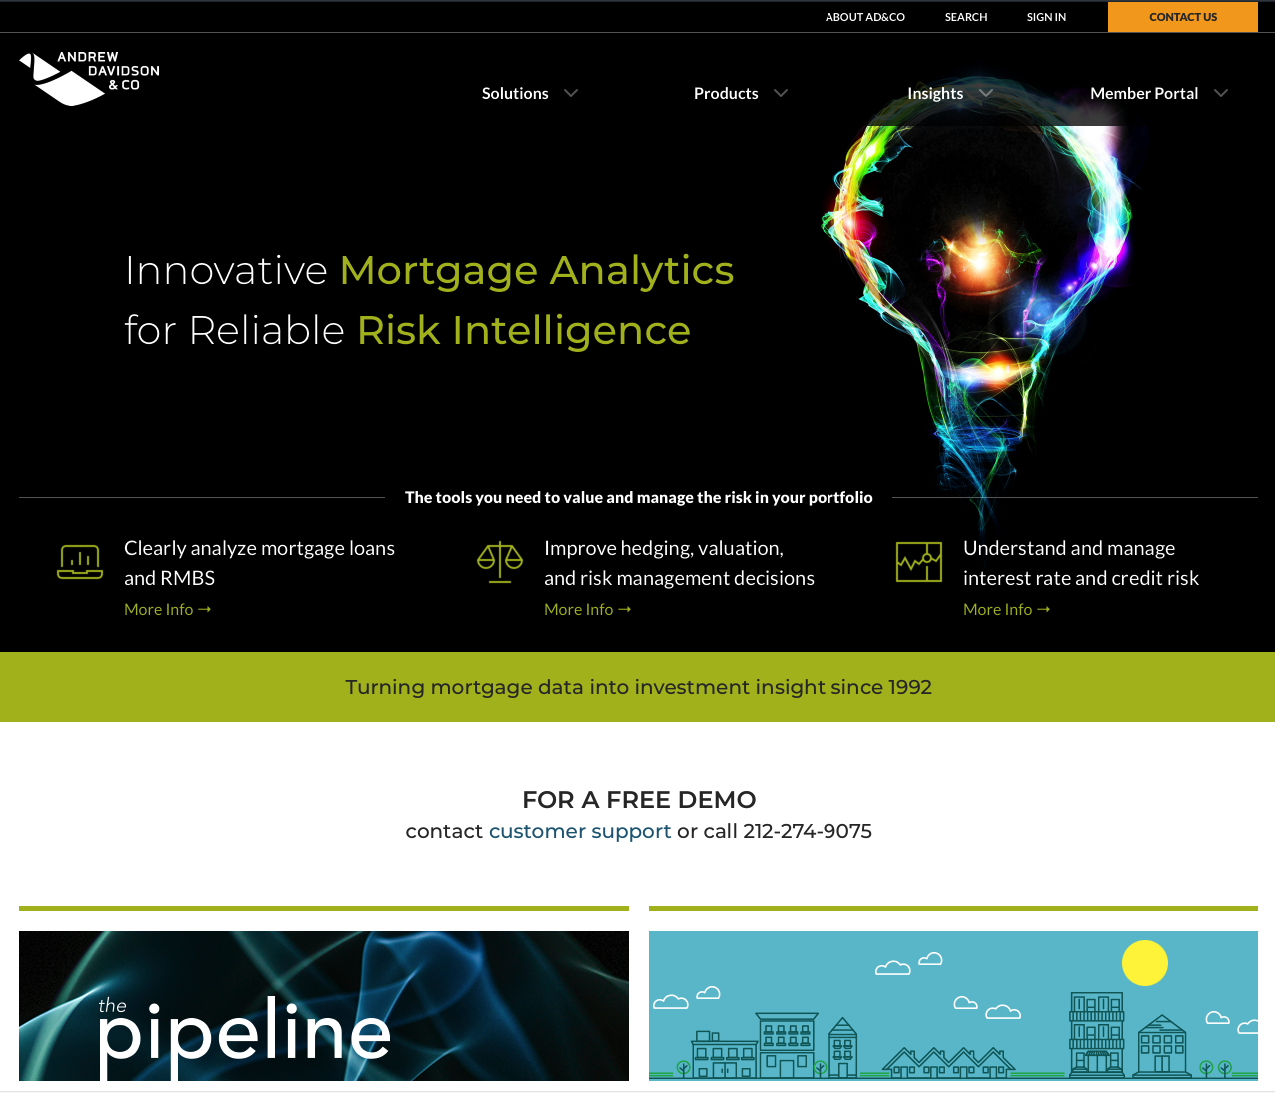 ABOUT AD&CO SEARCH SIGN IN CONTACT US
ANDREW
DAVIDSON
& CO
Solutions Products Insights Member Portal
Innovative Mortgage Analytics
for Reliable Risk Intelligence
The tools you need to value and manage the risk in your portfolio
Clearly analyze mortgage loans
and RMBS
More Info →
Improve hedging, valuation,
and risk management decisions
More Info →
Understand and manage
interest rate and credit risk
More Info →
Turning mortgage data into investment insight since 1992
FOR A FREE DEMO
contact customer support or call 212-274-9075
the
pipeline